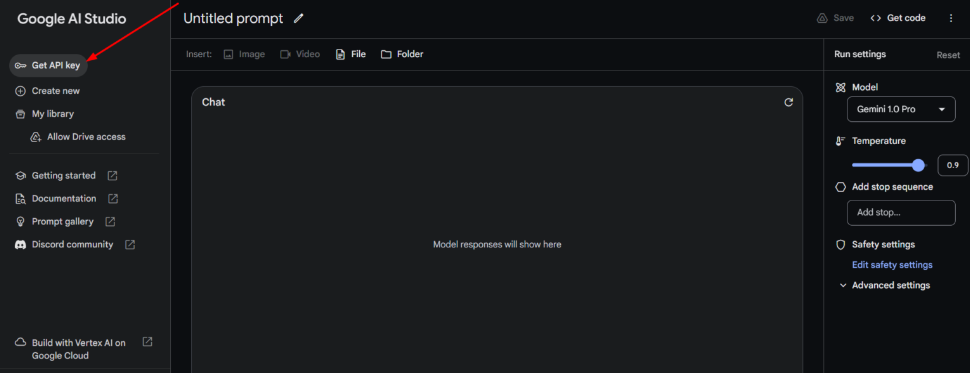 Google AI Studio
Get API key
Create new
My library
Allow Drive access
Getting started
Documentation
Prompt gallery
Discord community
Build with Vertex AI on
Google Cloud
Untitled prompt
Save
Get code
Insert:
Image
Video
File
Folder
Chat
Model responses will show here
Run settings
Reset
Model
Gemini 1.0 Pro
Temperature
0.9
Add stop sequence
Add stop...
Safety settings
Edit safety settings
Advanced settings